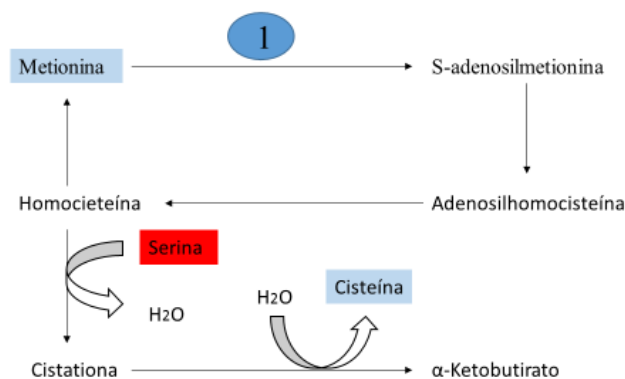 1
Metionina
S-adenosilmetionina
Homocieteína
Adenosilhomocisteína
Serina
H2O
H2O
Cisteína
Cistationa
α-Ketobutirato